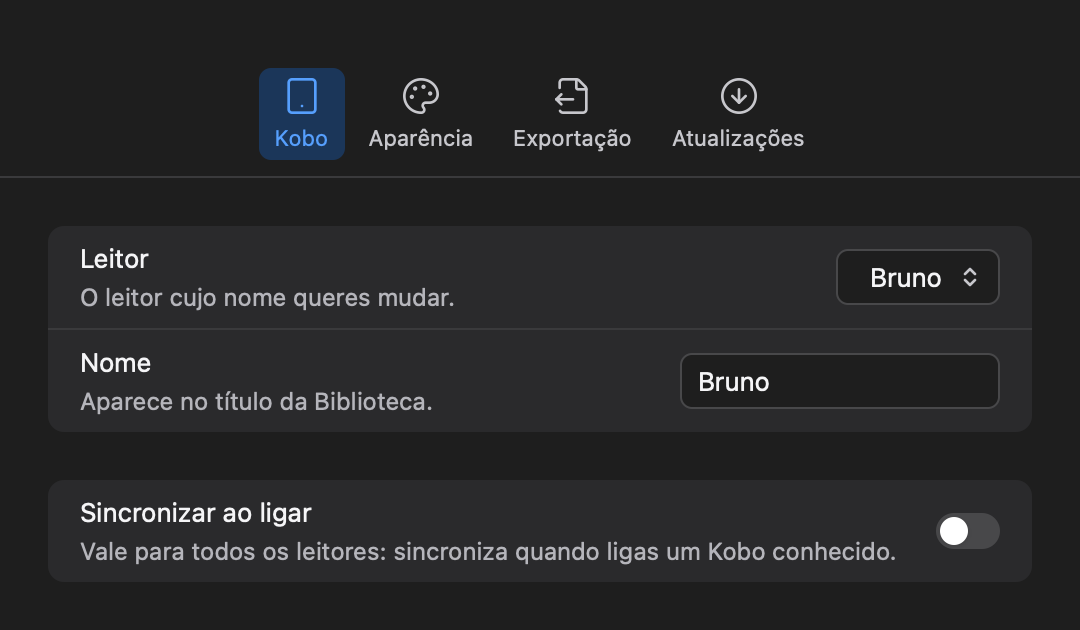 Kobo
Aparência
Exportação
Atualizações
Leitor
O leitor cujo nome queres mudar.
Bruno
Nome
Aparece no título da Biblioteca.
Bruno
Sincronizar ao ligar
Vale para todos os leitores: sincroniza quando ligas um Kobo conhecido.